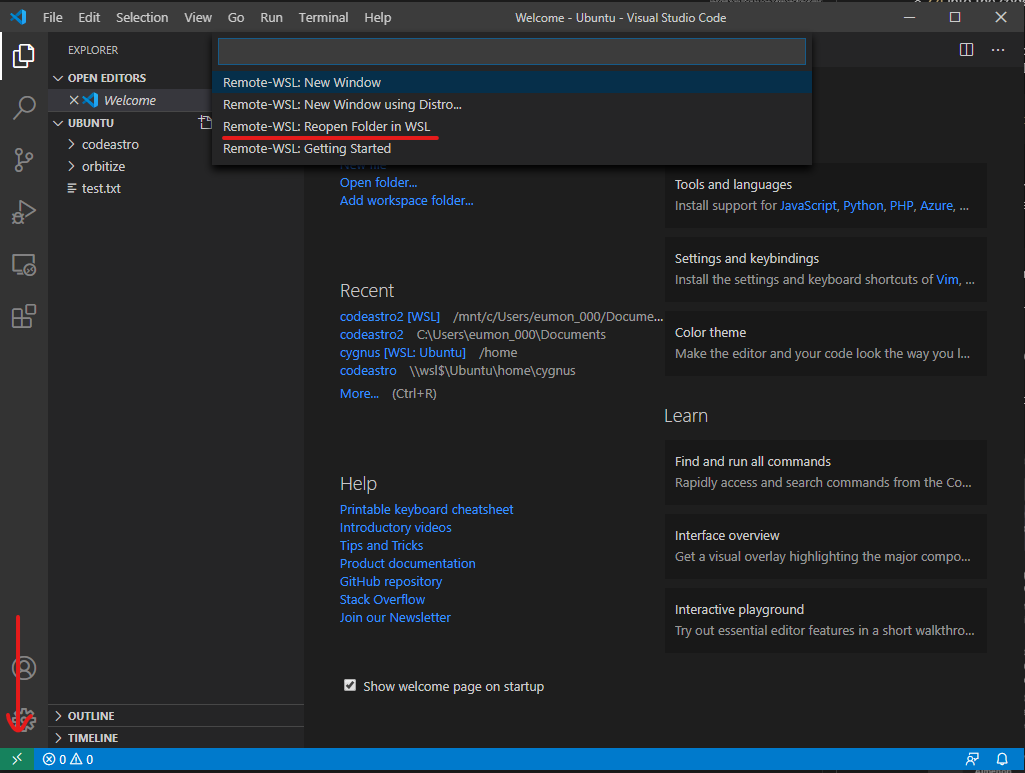 File Edit Selection View Go Run Terminal Help Welcome - Ubuntu - Visual Studio Code
EXPLORER
OPEN EDITORS
Welcome
UBUNTU
codeastro
orbitize
test.txt
OUTLINE
TIMELINE
Remote-WSL: New Window
Remote-WSL: New Window using Distro...
Remote-WSL: Reopen Folder in WSL
Remote-WSL: Getting Started
New file
Open folder...
Add workspace folder...
Recent
codeastro2 [WSL] /mnt/c/Users/eumon_000/Docume...
codeastro2 C:\Users\eumon_000\Documents
cygnus [WSL: Ubuntu] /home
codeastro \\wsl$\Ubuntu\home\cygnus
More... (Ctrl+R)
Help
Printable keyboard cheatsheet
Introductory videos
Tips and Tricks
Product documentation
GitHub repository
Stack Overflow
Join our Newsletter
Show welcome page on startup
Tools and languages
Install support for JavaScript, Python, PHP, Azure, ...
Settings and keybindings
Install the settings and keyboard shortcuts of Vim, ...
Color theme
Make the editor and your code look the way you l...
Learn
Find and run all commands
Rapidly access and search commands from the Co...
Interface overview
Get a visual overlay highlighting the major compo...
Interactive playground
Try out essential editor features in a short walkthro...
0 0